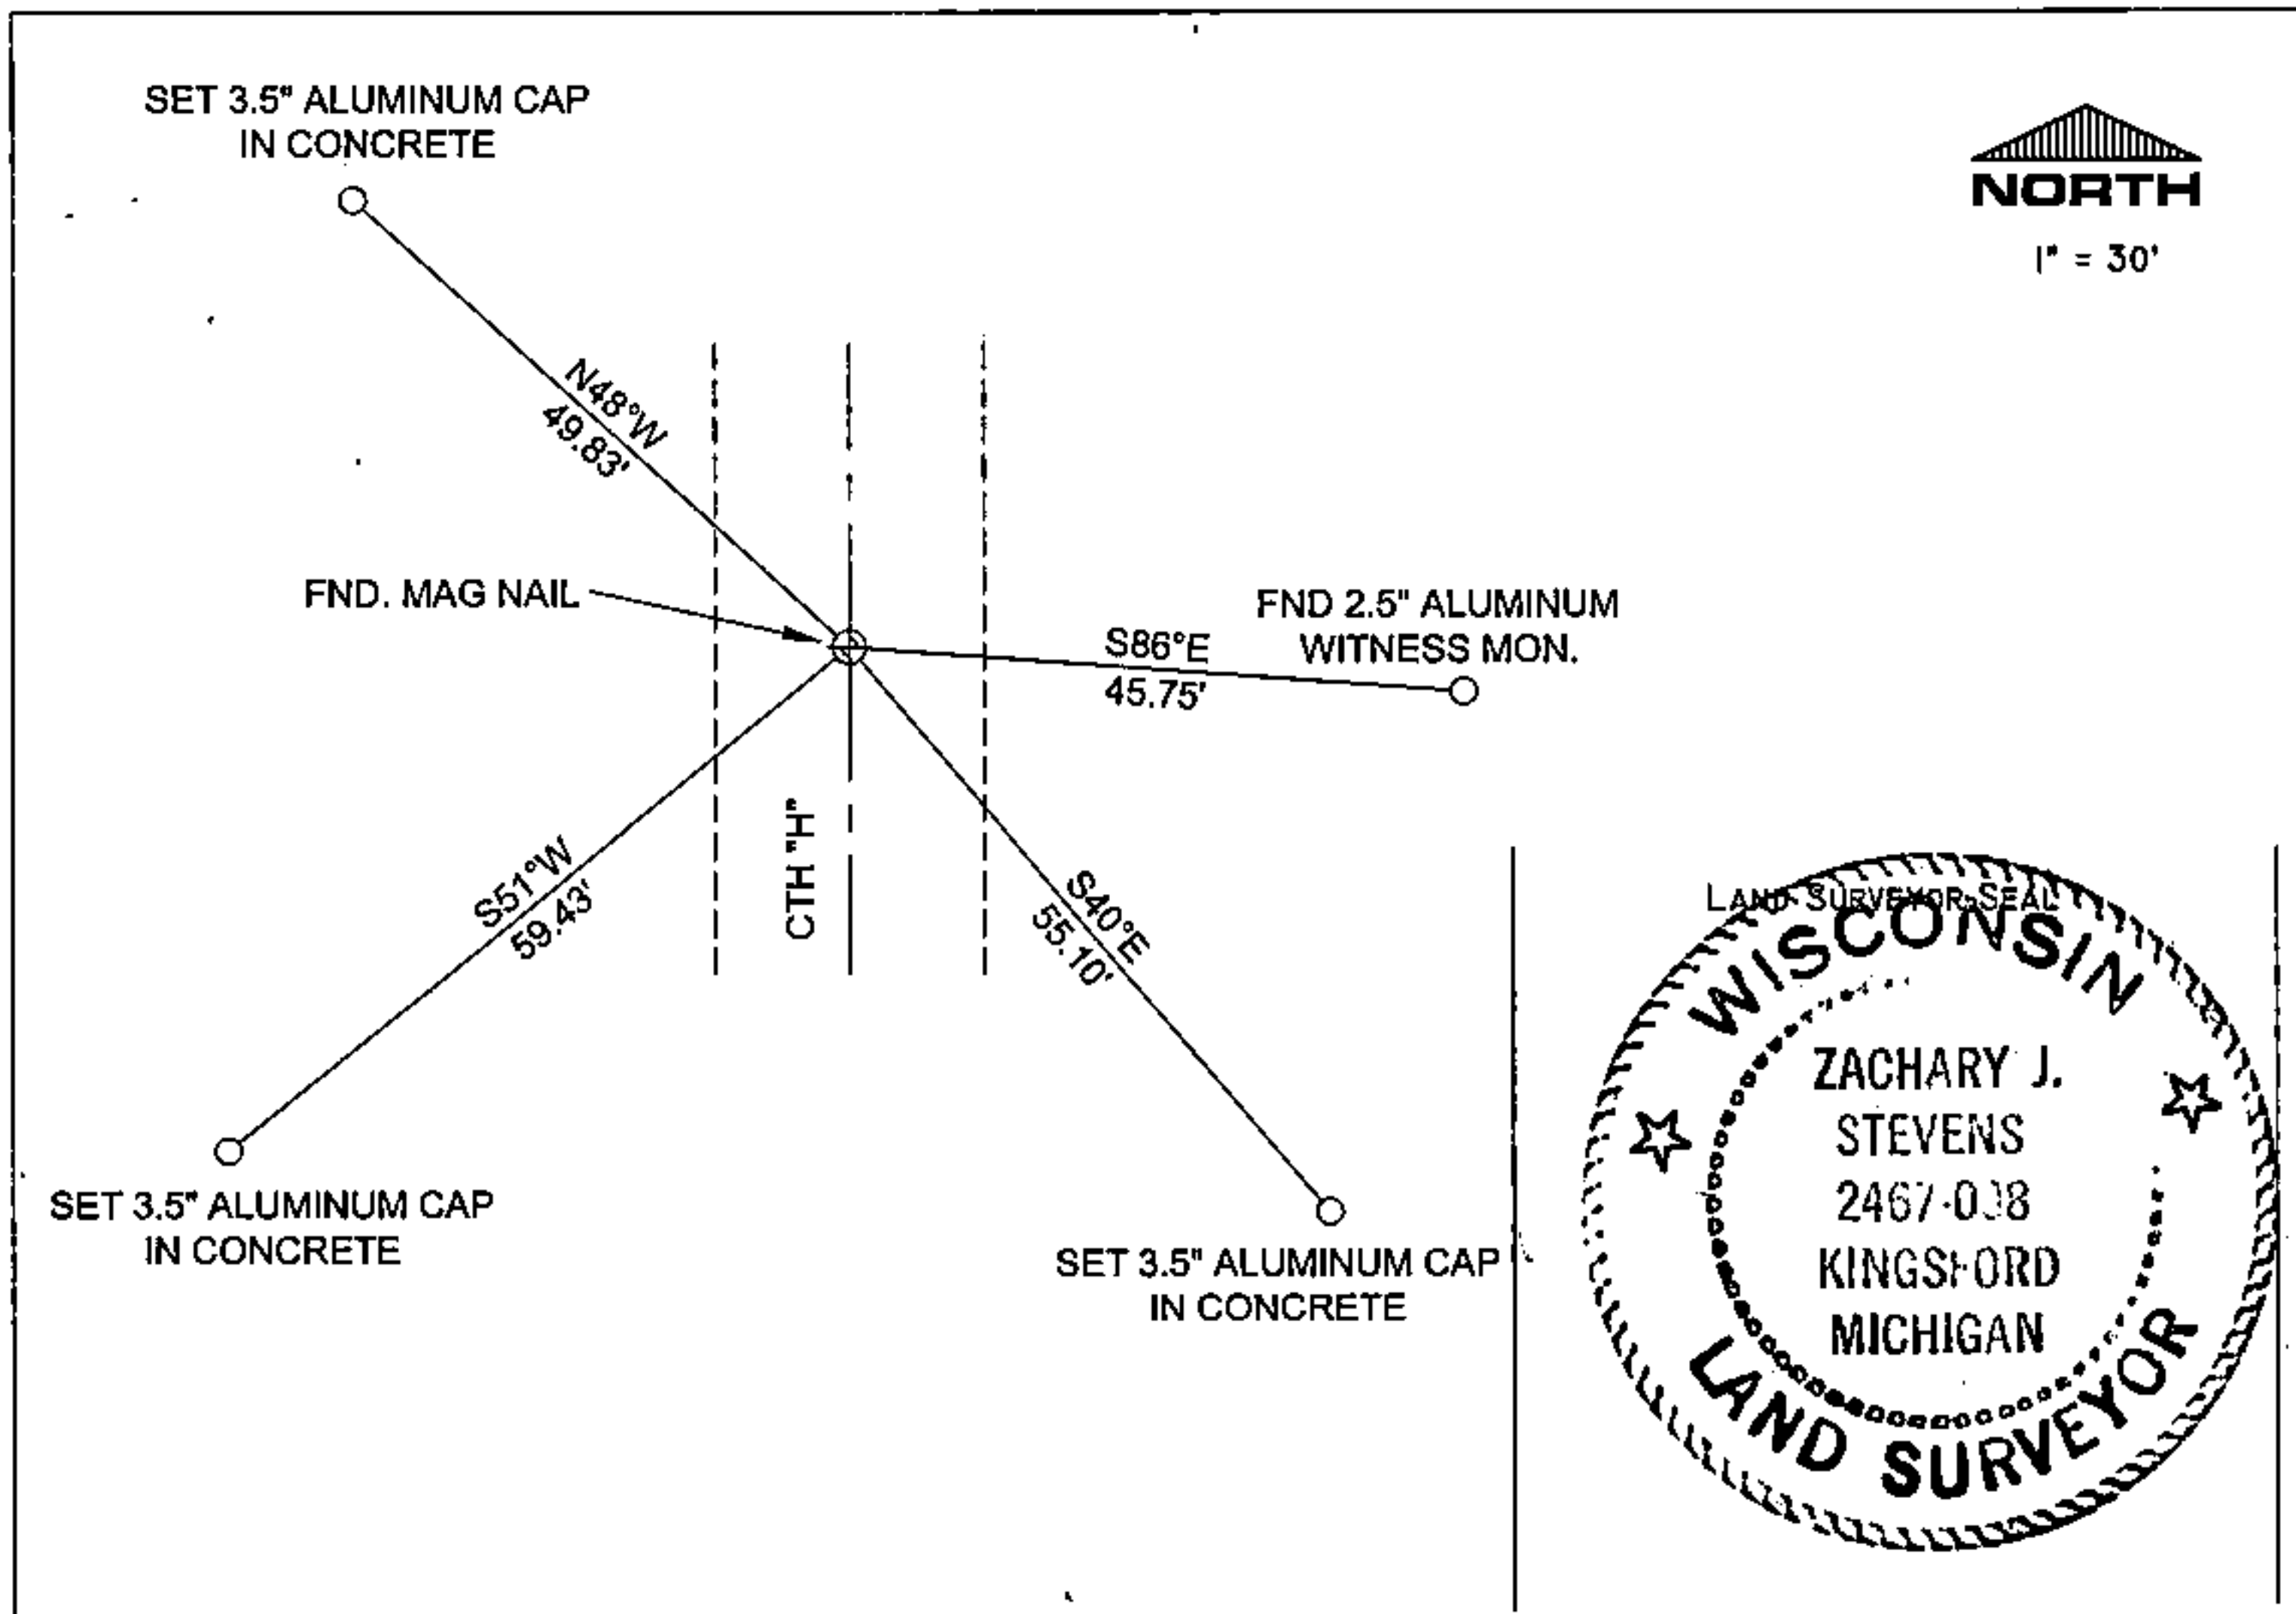 SET 3.5" ALUMINUM CAP
IN CONCRETE
NORTH
1" = 30'
N48°W
49.83'
FND. MAG NAIL
FND 2.5" ALUMINUM
WITNESS MON.
S86°E
45.75'
CTH "H"
S51°W
59.43'
S40°E
55.10'
SET 3.5" ALUMINUM CAP
IN CONCRETE
SET 3.5" ALUMINUM CAP
IN CONCRETE
LAND SURVEYOR SEAL
WISCONSIN
ZACHARY J.
STEVENS
KINGSFORD
MICHIGAN
LAND SURVEYOR